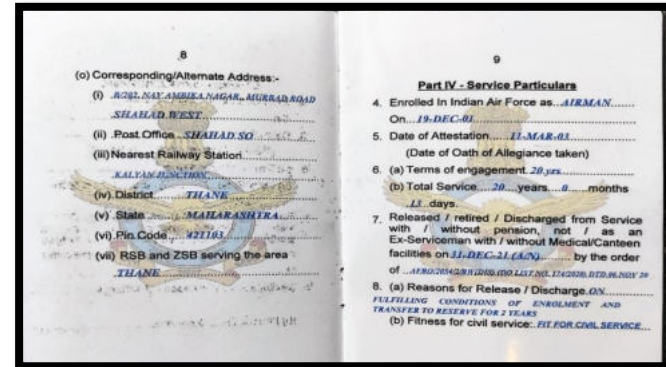 8
(o) Corresponding/Alternate Address:-
(i) B/202, NAV AMBIKA NAGAR, MURBAD ROAD
SHAHAD WEST
(ii) Post Office SHAHAD SO
(iii) Nearest Railway Station
KALYAN JUNCTION
(iv) District THANE
(v) State MAHARASHTRA
(vi) Pin Code 421103
(vii) RSB and ZSB serving the area
THANE
9
Part IV - Service Particulars
4. Enrolled In Indian Air Force as AIRMAN
On 19-DEC-01
5. Date of Attestation 11-MAR-03
(Date of Oath of Allegiance taken)
6. (a) Terms of engagement 20 yrs
(b) Total Service 20 years 0 months
13 days.
7. Released / retired / Discharged from Service
with / without pension, not / as an
Ex-Serviceman with / without Medical/Canteen
facilities on 31-DEC-21 (A/N) by the order
of DTD.06 NOV 20
8. (a) Reasons for Release / Discharge ON
FULFILLING CONDITIONS OF ENROLMENT AND
TRANSFER TO RESERVE FOR 2 YEARS
(b) Fitness for civil service: FIT FOR CIVIL SERVICE